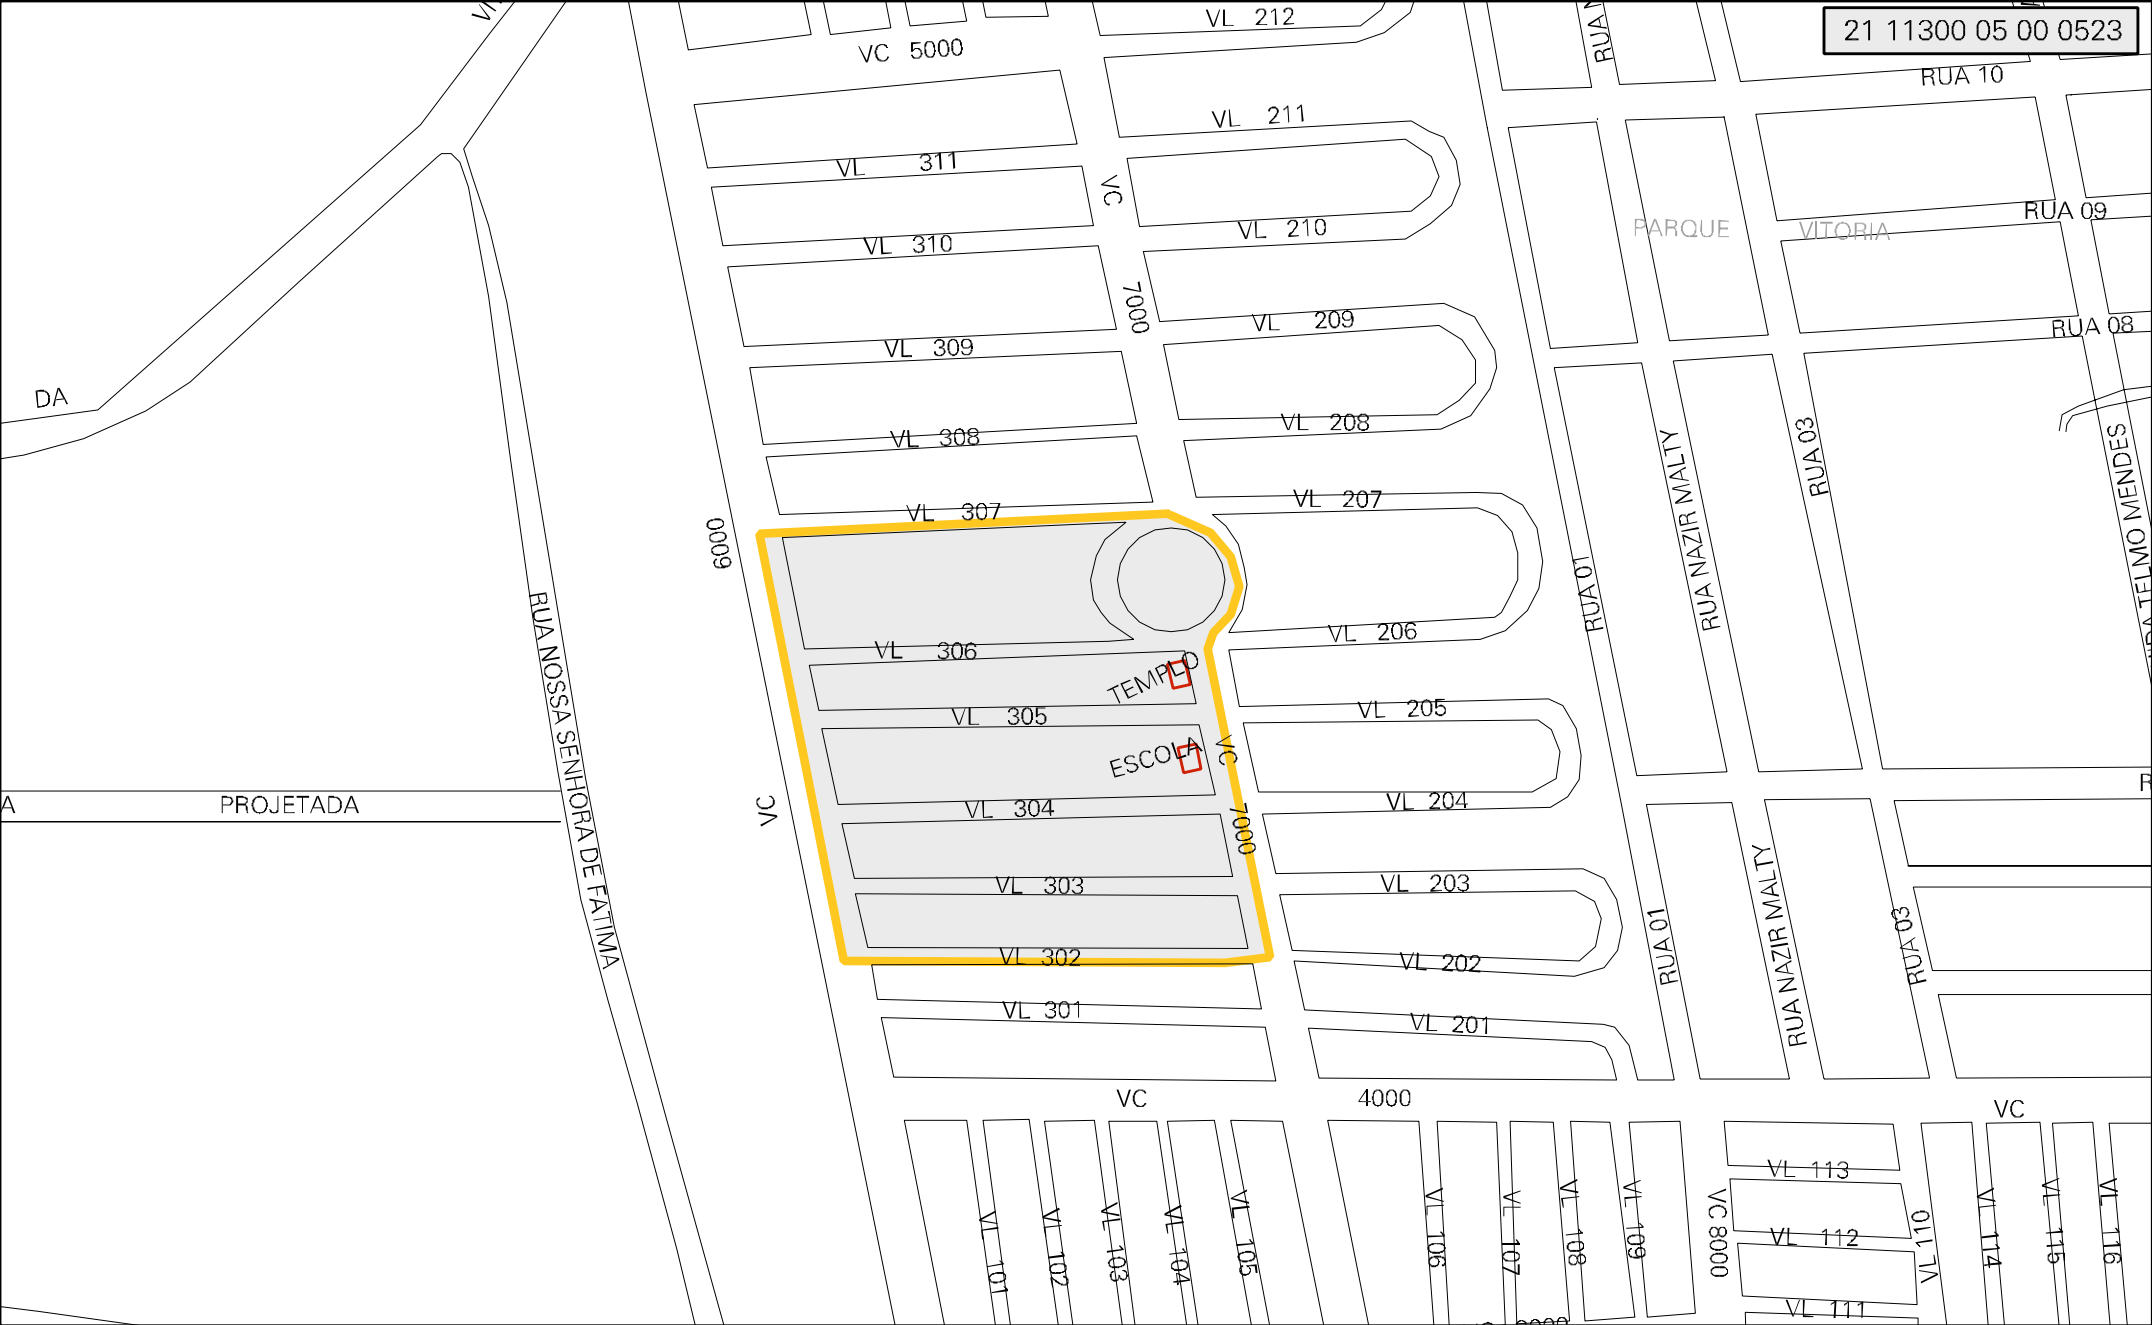 VL 212
21 11300 05 00 0523
VC 5000
RUA 10
VL 211
VL 311
VC 7000
RUA 09
PARQUE VITORIA
VL 210
VL 310
VL 209
RUA 08
VL 309
DA
VL 208
VL 308
RUA 03
RUA NAZIR MALTY
TELMO MENDES
VL 207
VL 307
VC 6000
RUA 01
RUA NOSSA SENHORA DE FATIMA
VL 206
VL 306
TEMPLO
VL 205
VL 305
ESCOLA
VC 7000
VL 204
VL 304
A
PROJETADA
R
VL 203
VL 303
RUA 01
RUA NAZIR MALTY
RUA 03
VL 302
VL 202
VL 301
VL 201
VC 4000
VC
VL 113
VL 101
VL 102
VL 103
VL 104
VL 105
VL 106
VL 107
VL 108
VL 109
VC 8000
VL 112
VL 110
VL 114
VL 115
VL 116
VL 111